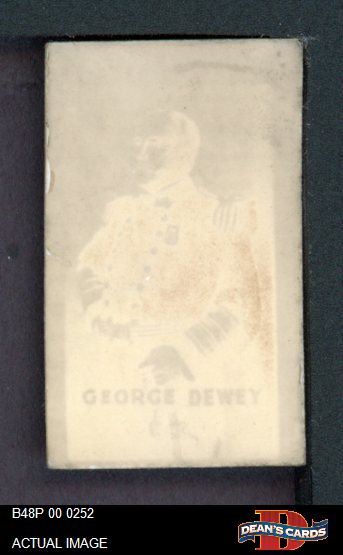 GEORGE DEWEY
B48P 00 0252
ACTUAL IMAGE
DEAN'S CARDS